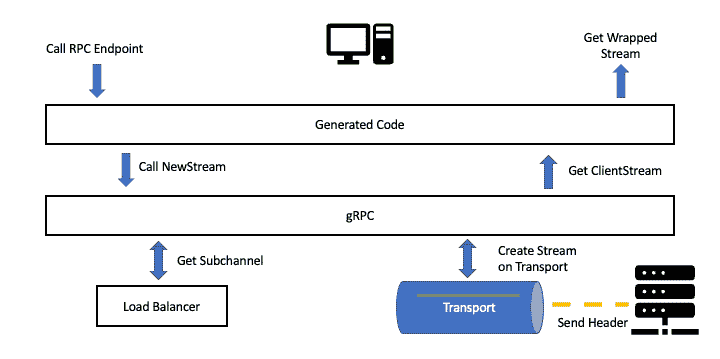 Call RPC Endpoint
Get Wrapped
Stream
Generated Code
Call NewStream
Get ClientStream
gRPC
Get Subchannel
Create Stream
on Transport
Load Balancer
Transport
Send Header